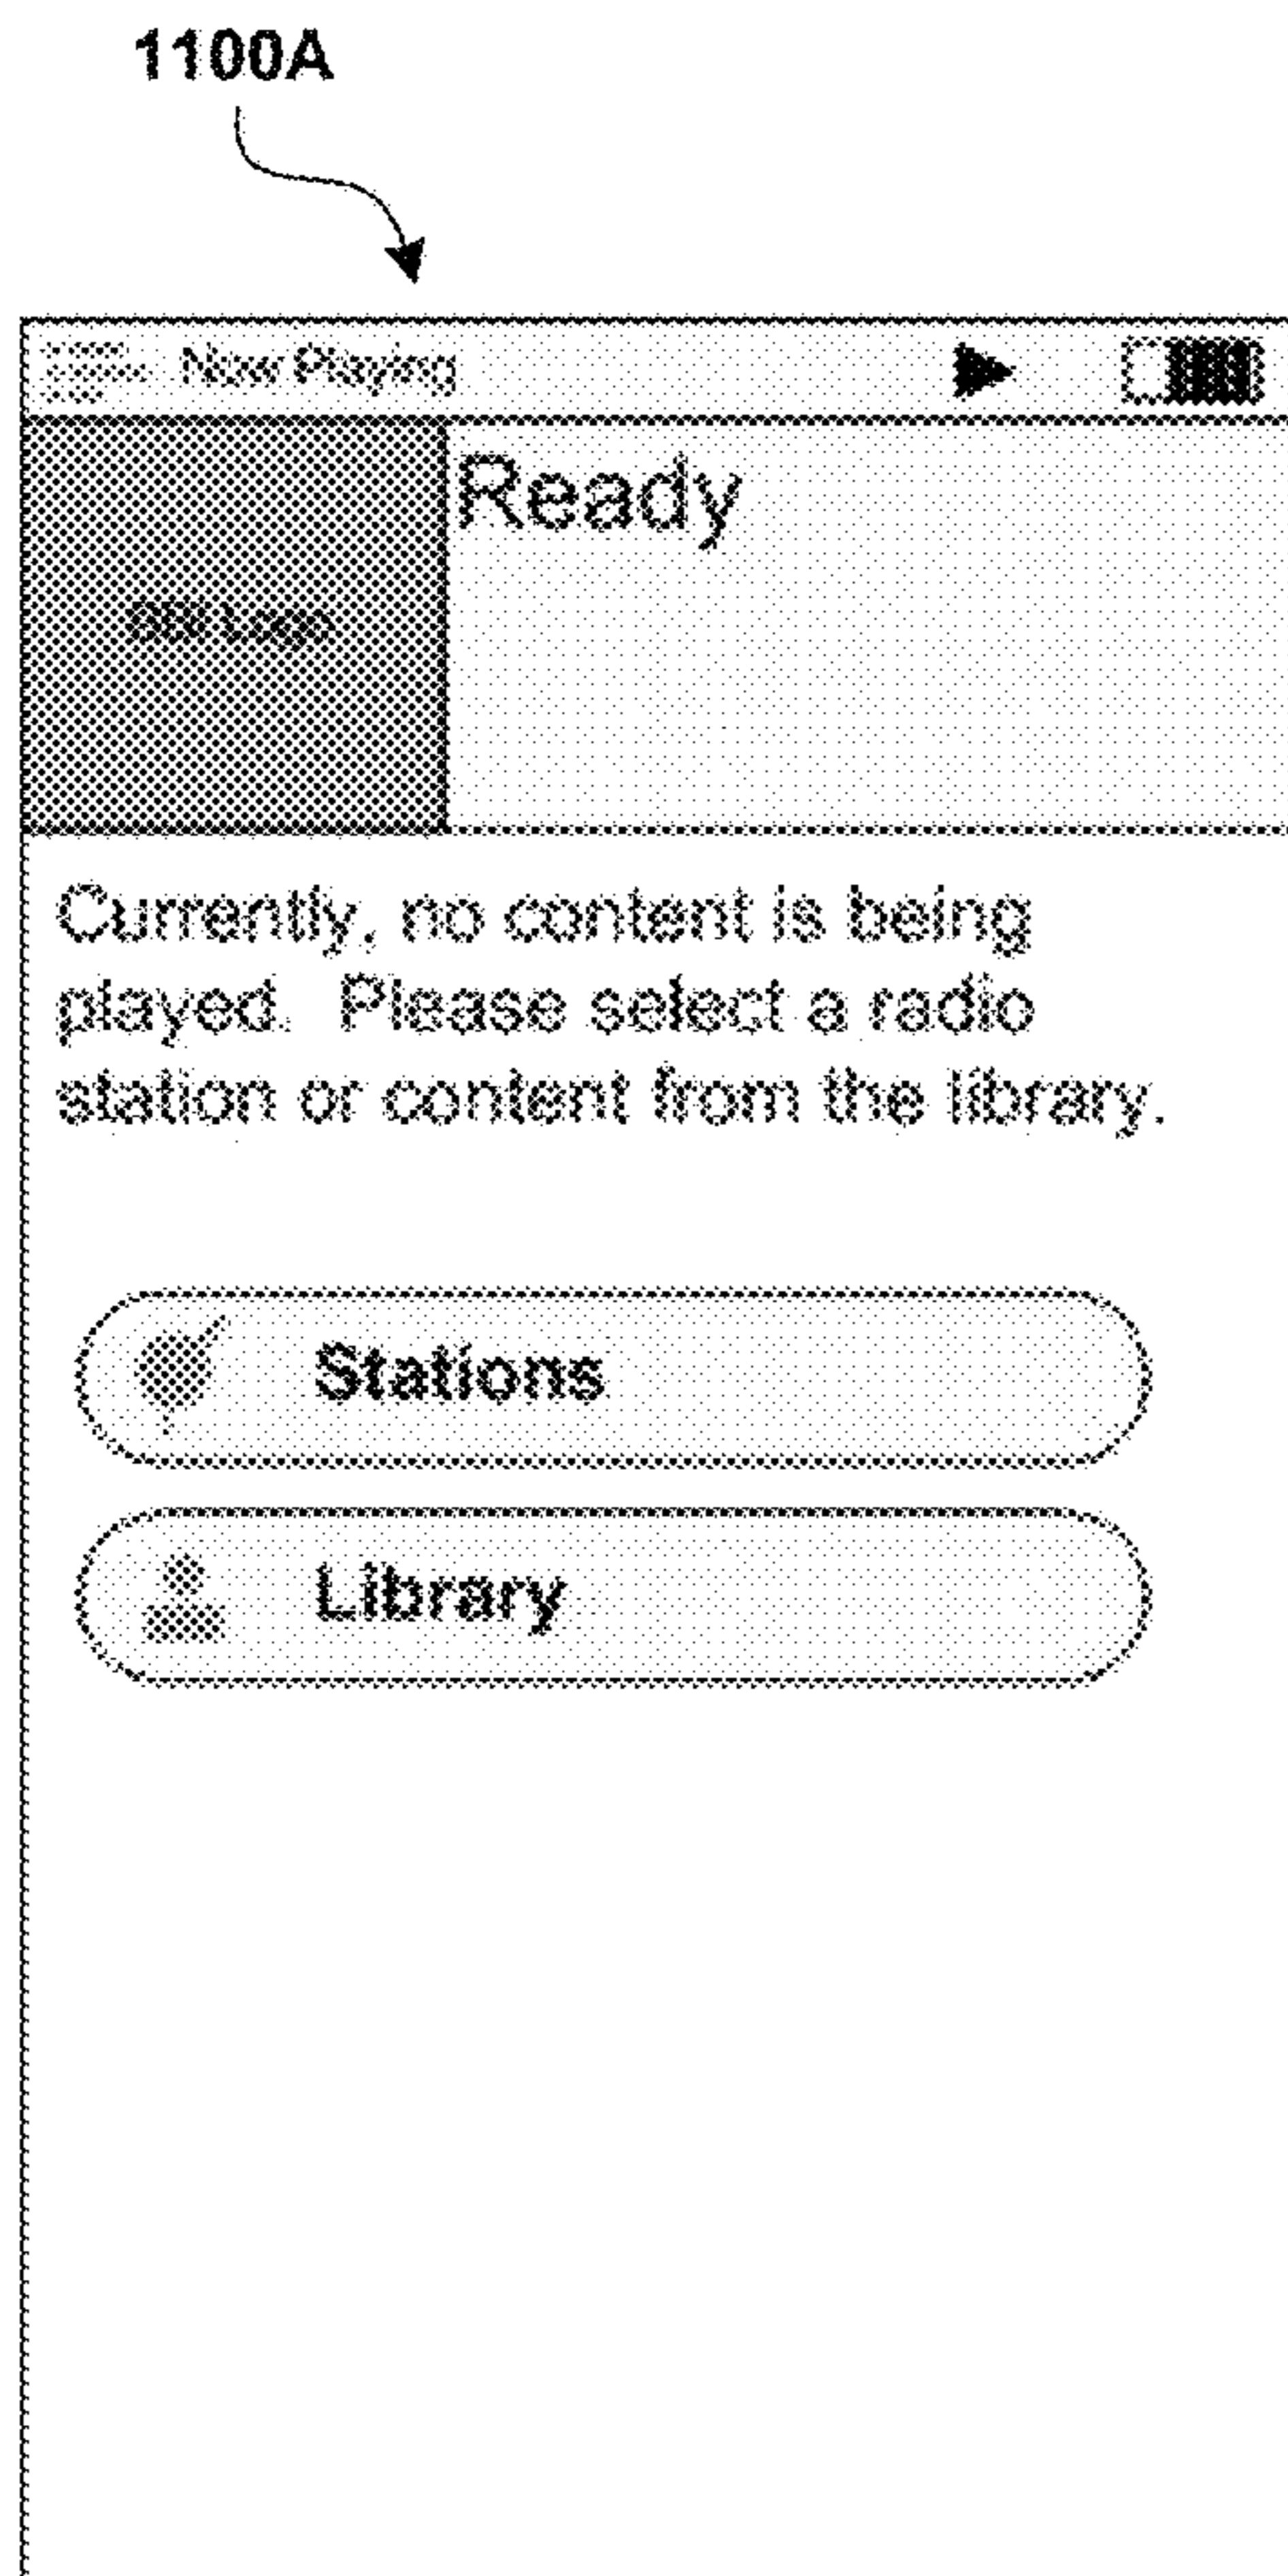 1100A
Now Playing
Ready
Logo
Currently, no content is being
played. Please select a radio
station or content from the library.
Stations
Library